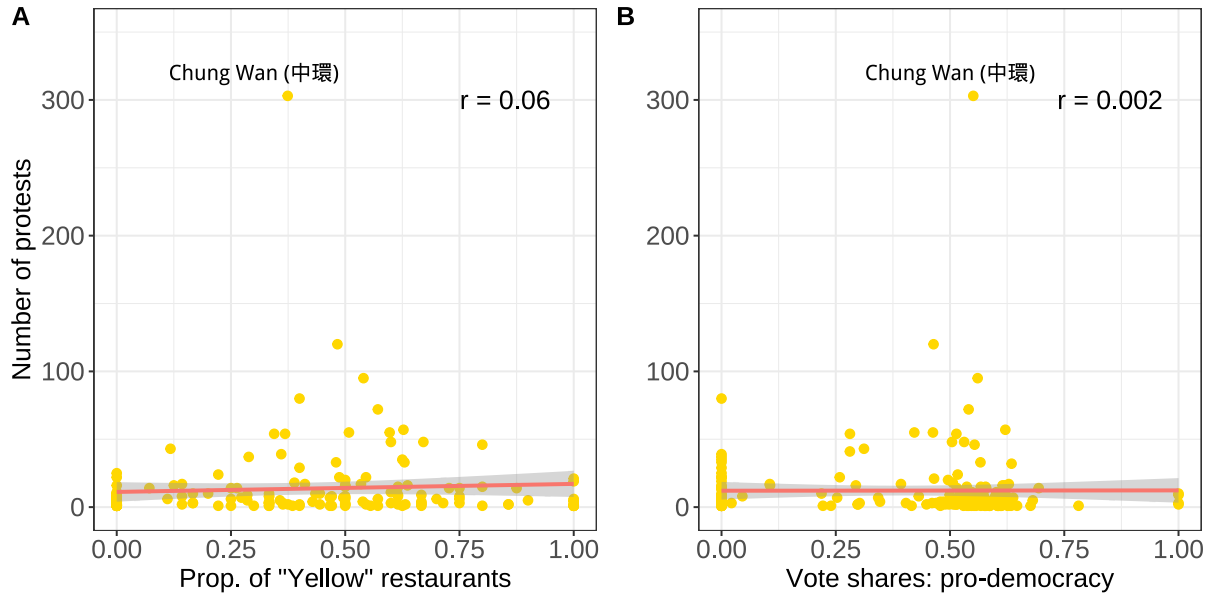 A
Chung Wan (中環)
r = 0.06
300
200
100
0
Number of protests
0.00 0.25 0.50 0.75 1.00
Prop. of "Yellow" restaurants
B
Chung Wan (中環)
r = 0.002
300
200
100
0
0.00 0.25 0.50 0.75 1.00
Vote shares: pro-democracy